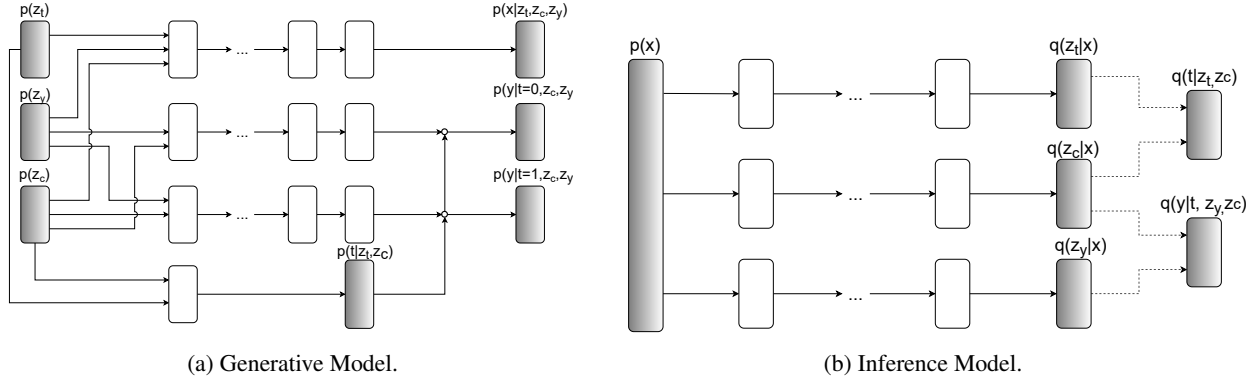 p(z_t)
p(x|z_t,z_c,z_y)
...
p(z_y)
p(y|t=0,z_c,z_y
...
p(z_c)
p(y|t=1,z_c,z_y
...
p(t|z_t,z_c)
(a) Generative Model.
p(x)
q(z_t|x)
q(t|z_t,z_c)
...
q(z_c|x)
...
q(y|t, z_y,z_c)
q(z_y|x)
...
(b) Inference Model.